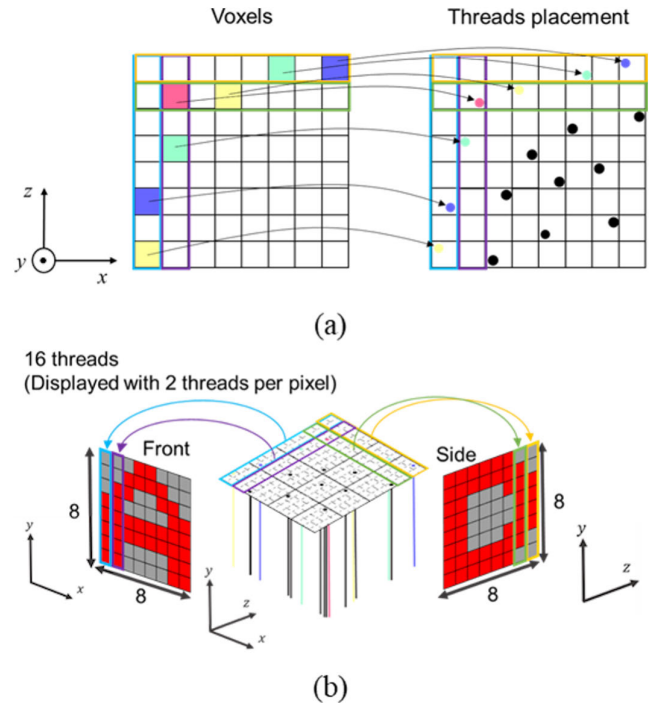 Voxels
Threads placement
z
y
x
(a)
16 threads
(Displayed with 2 threads per pixel)
Front
Side
8
8
8
8
y
x
y
z
x
y
z
(b)